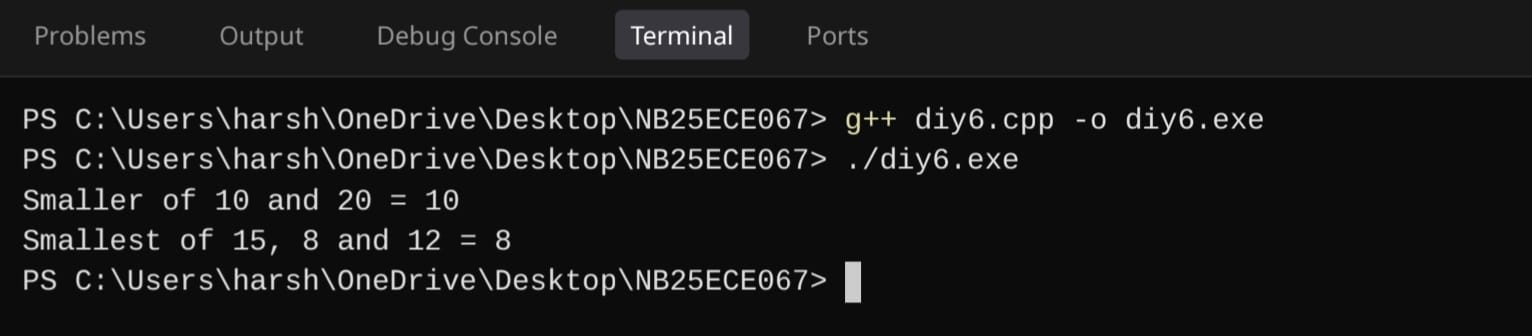 Problems Output Debug Console Terminal Ports
PS C:\Users\harsh\OneDrive\Desktop\NB25ECE067> g++ diy6.cpp -o diy6.exe
PS C:\Users\harsh\OneDrive\Desktop\NB25ECE067> ./diy6.exe
Smaller of 10 and 20 = 10
Smallest of 15, 8 and 12 = 8
PS C:\Users\harsh\OneDrive\Desktop\NB25ECE067>